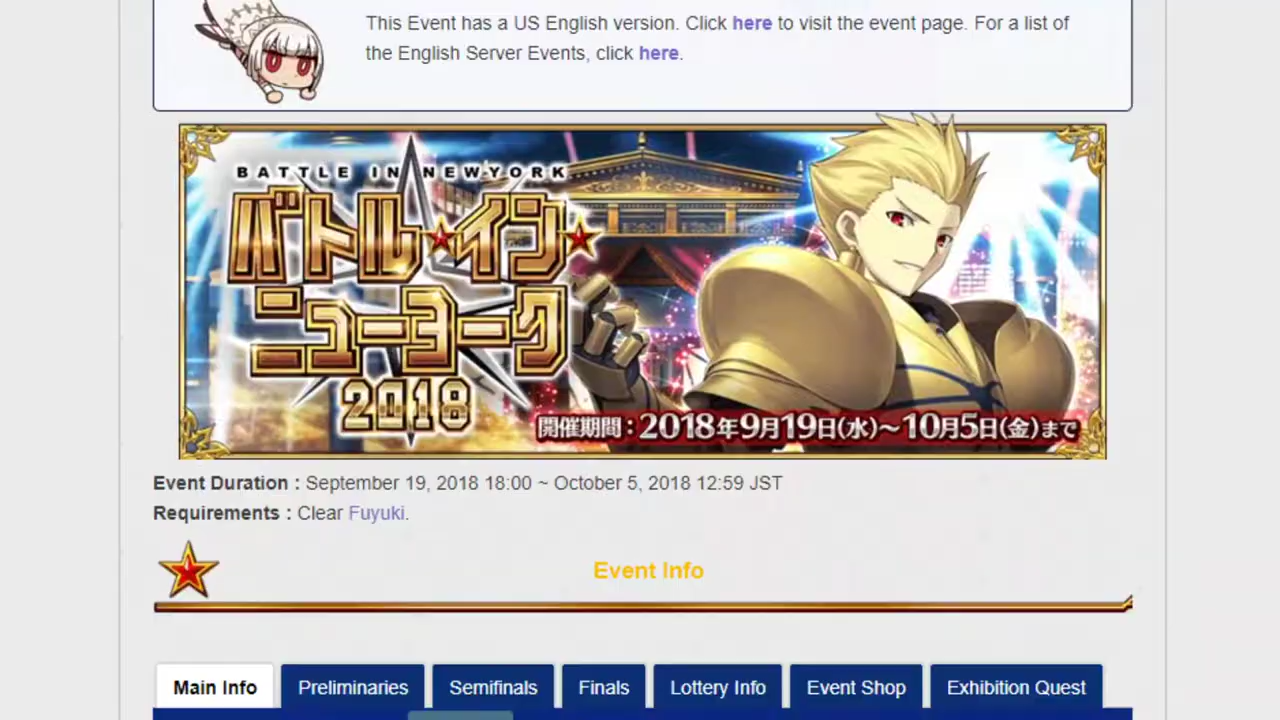 This Event has a US English version. Click here to visit the event page. For a list of
the English Server Events, click here.
BATTLE IN NEWYORK
バトル★イン★
ニューヨーク
2018
開催期間：2018年9月19日(水)～10月5日(金)まで
Event Duration : September 19, 2018 18:00 ~ October 5, 2018 12:59 JST
Requirements : Clear Fuyuki.
Event Info
Main Info Preliminaries Semifinals Finals Lottery Info Event Shop Exhibition Quest